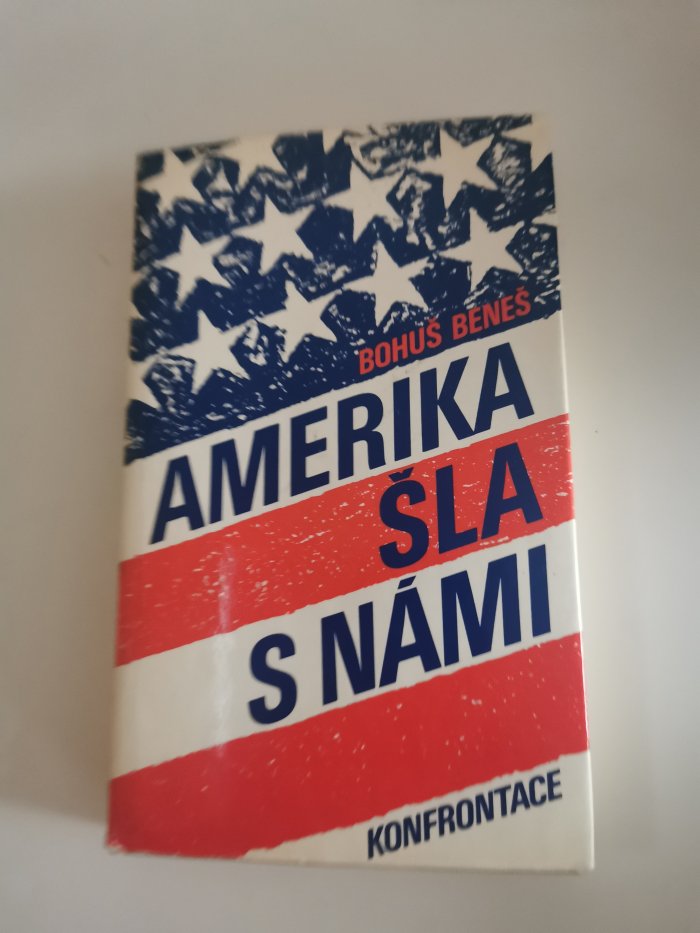 BOHUŠ BENEŠ
AMERIKA
ŠLA
S NÁMI
KONFRONTACE